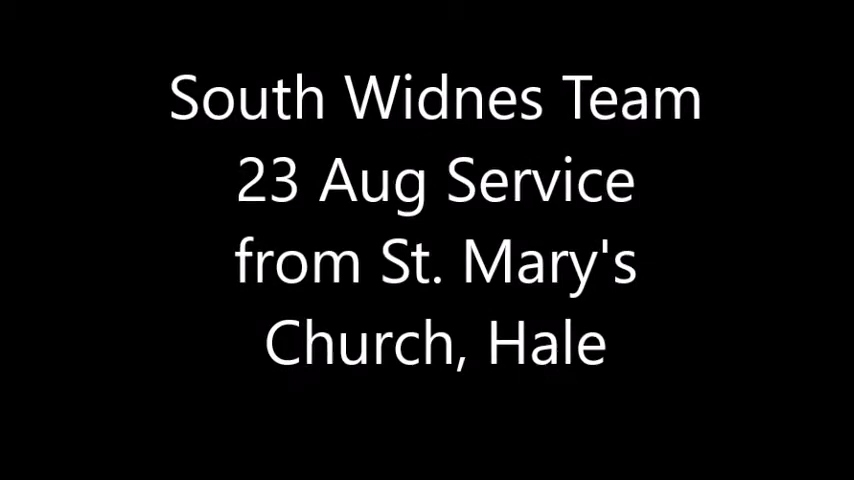 South Widnes Team
23 Aug Service
from St. Mary's
Church, Hale